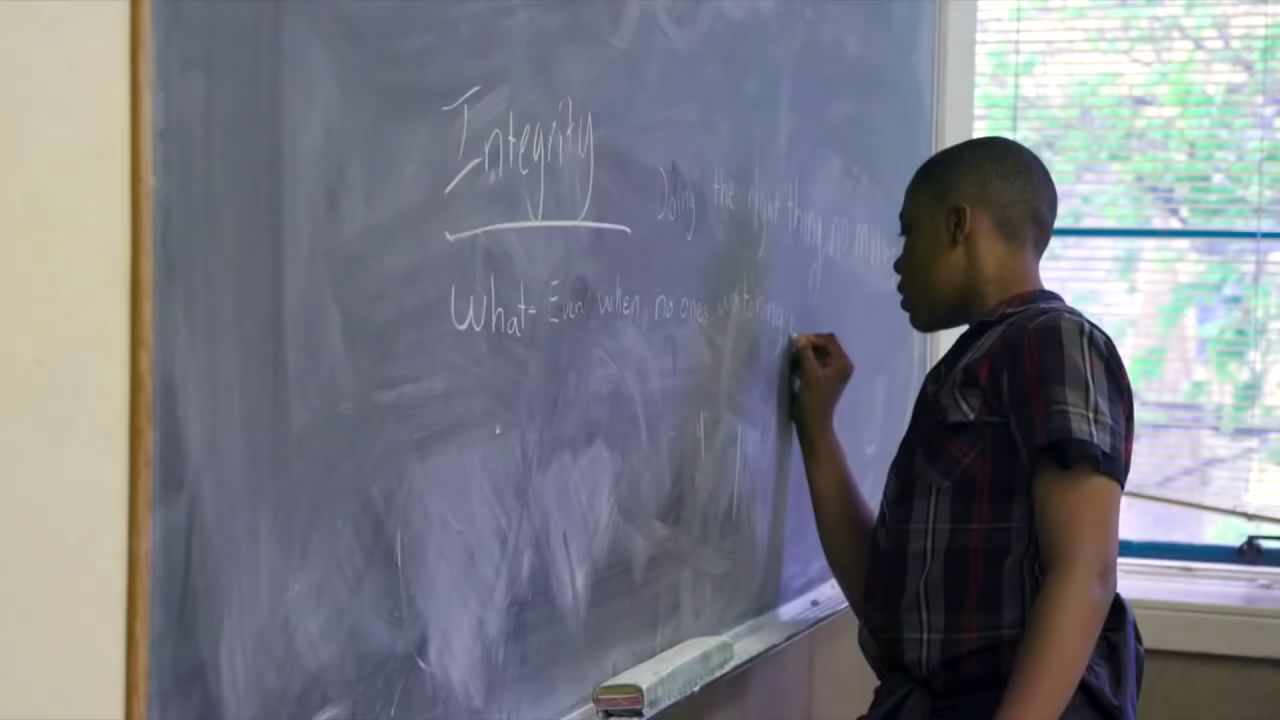 Integrity
Doing the right thing no matter
What- Even when no ones watching